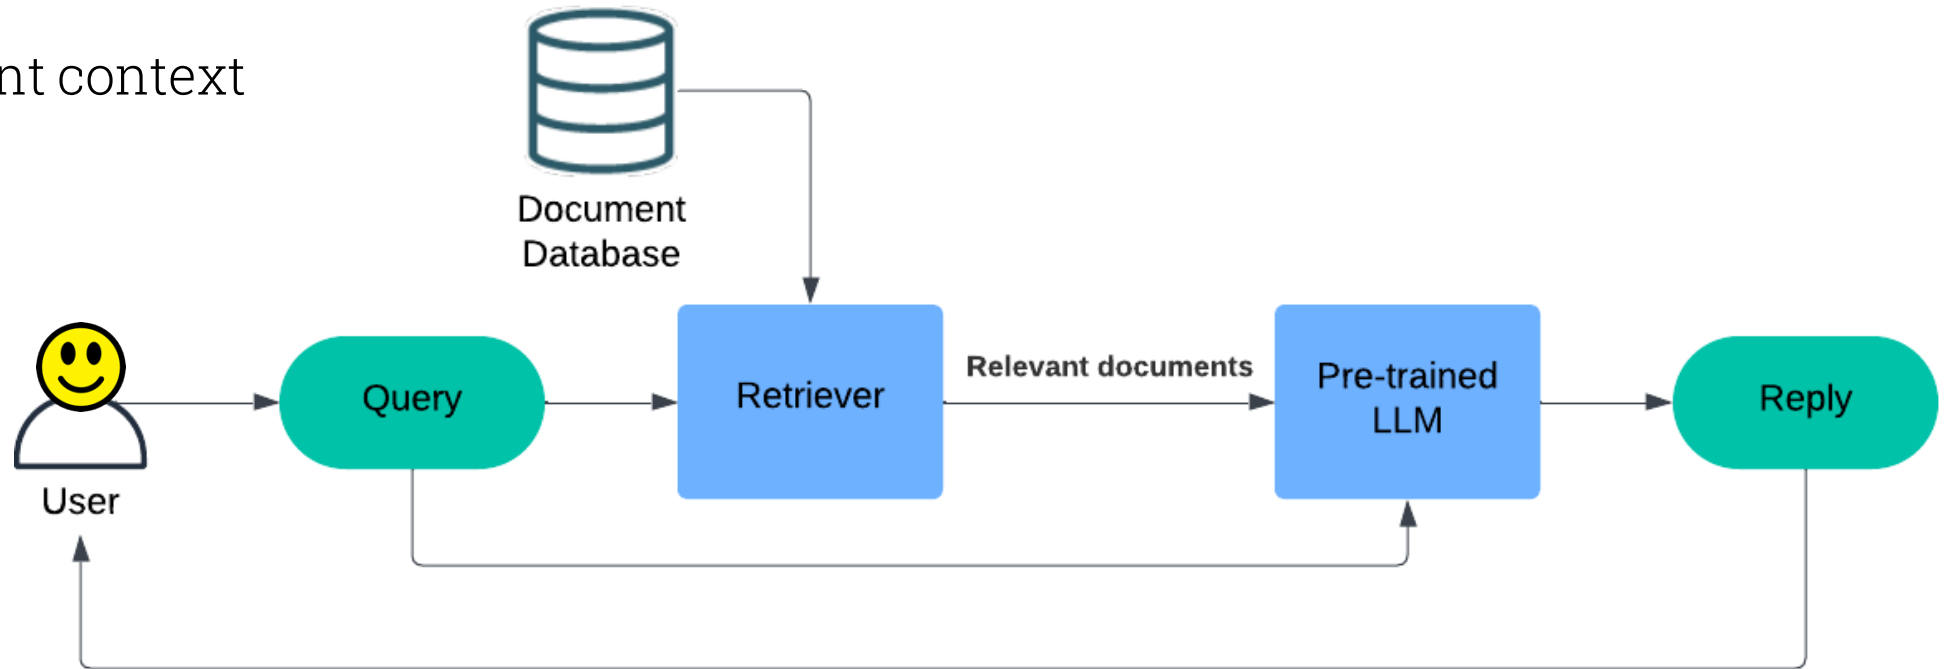 nt context
Document
Database
User
Query
Retriever
Relevant documents
Pre-trained
LLM
Reply